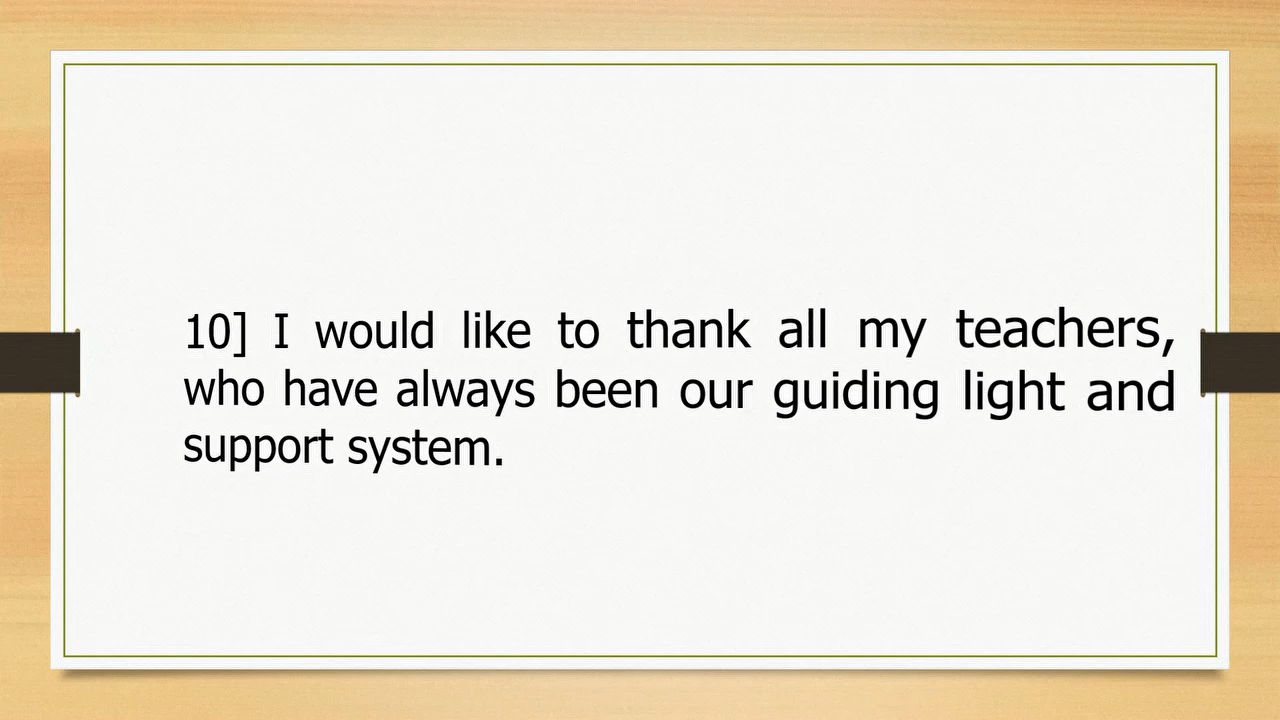 10] I would like to thank all my teachers,
who have always been our guiding light and
support system.